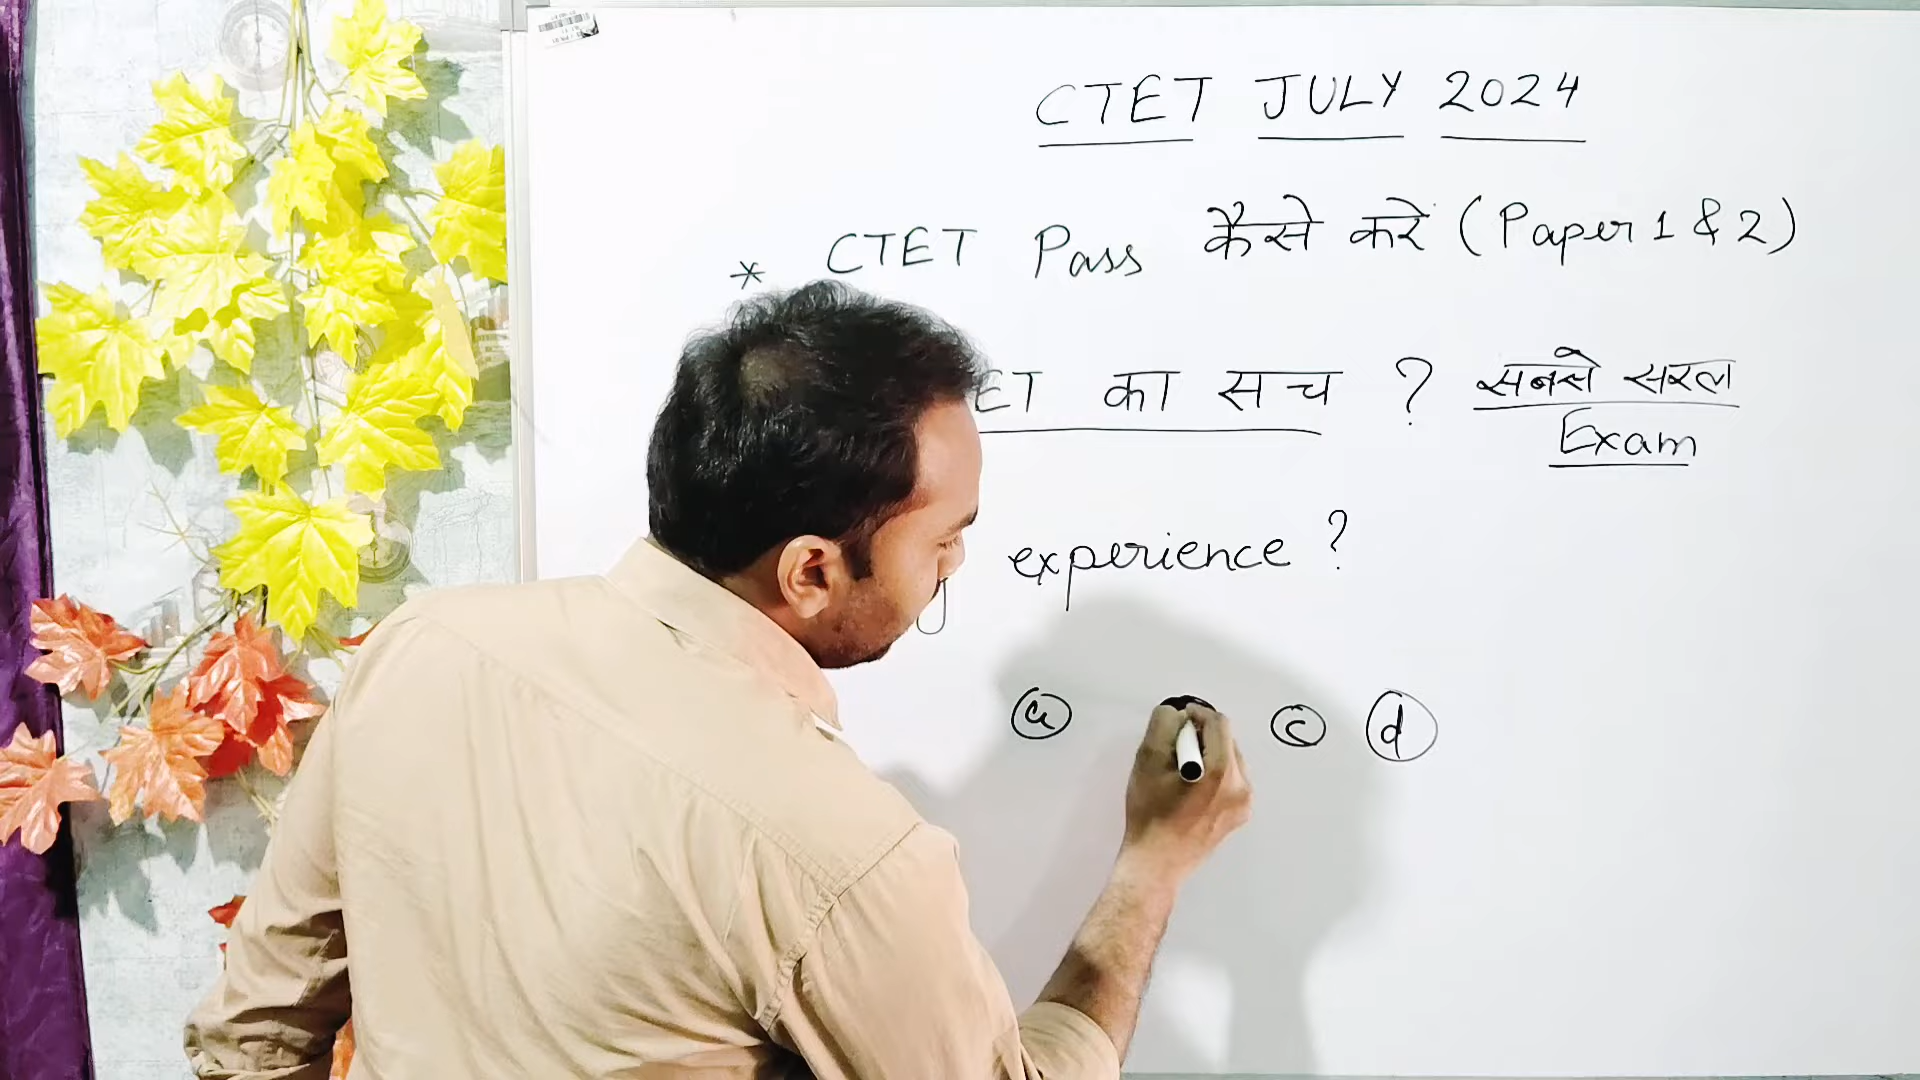 CTET JULY 2024
* CTET Pass कैसे करें (Paper 1 & 2)
ET का सच ? सबसे सरल
Exam
experience ?
a c d